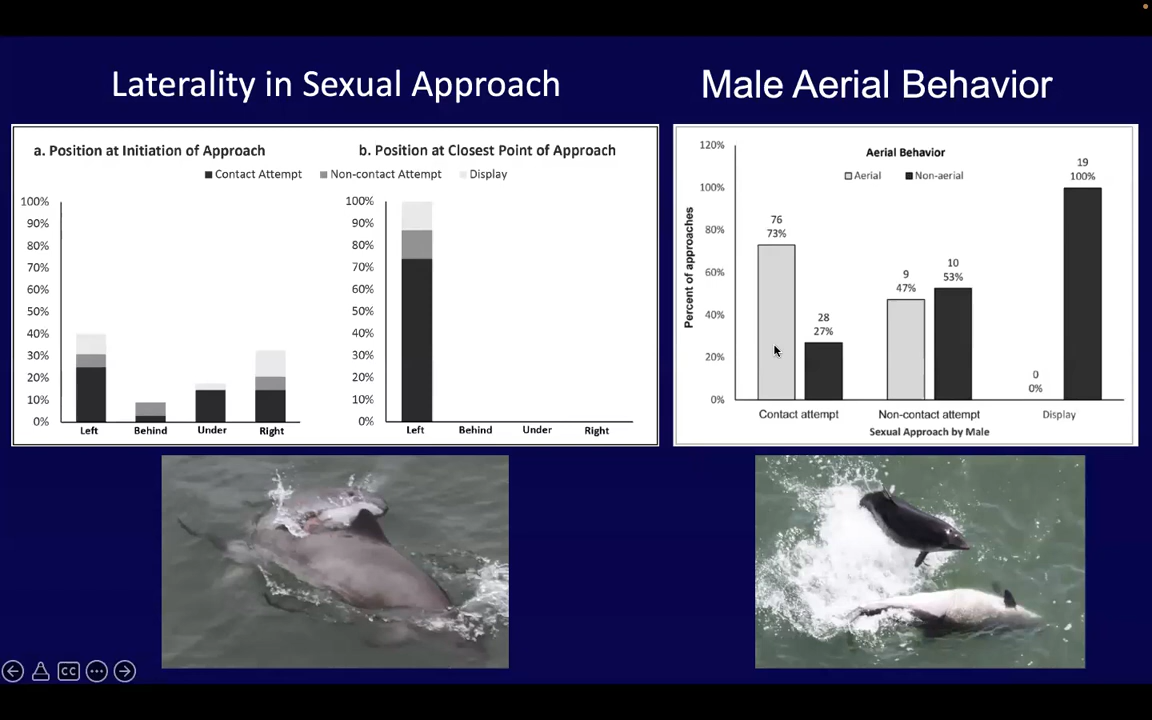 Laterality in Sexual Approach
a. Position at Initiation of Approach
b. Position at Closest Point of Approach
Contact Attempt
Non-contact Attempt
Display
100%
90%
80%
70%
60%
50%
40%
30%
20%
10%
0%
Left
Behind
Under
Right
100%
90%
80%
70%
60%
50%
40%
30%
20%
10%
0%
Left
Behind
Under
Right
Male Aerial Behavior
Aerial Behavior
Aerial
Non-aerial
Percent of approaches
120%
100%
80%
60%
40%
20%
0%
76
73%
28
27%
9
47%
10
53%
0
0%
19
100%
Contact attempt
Non-contact attempt
Display
Sexual Approach by Male
CC